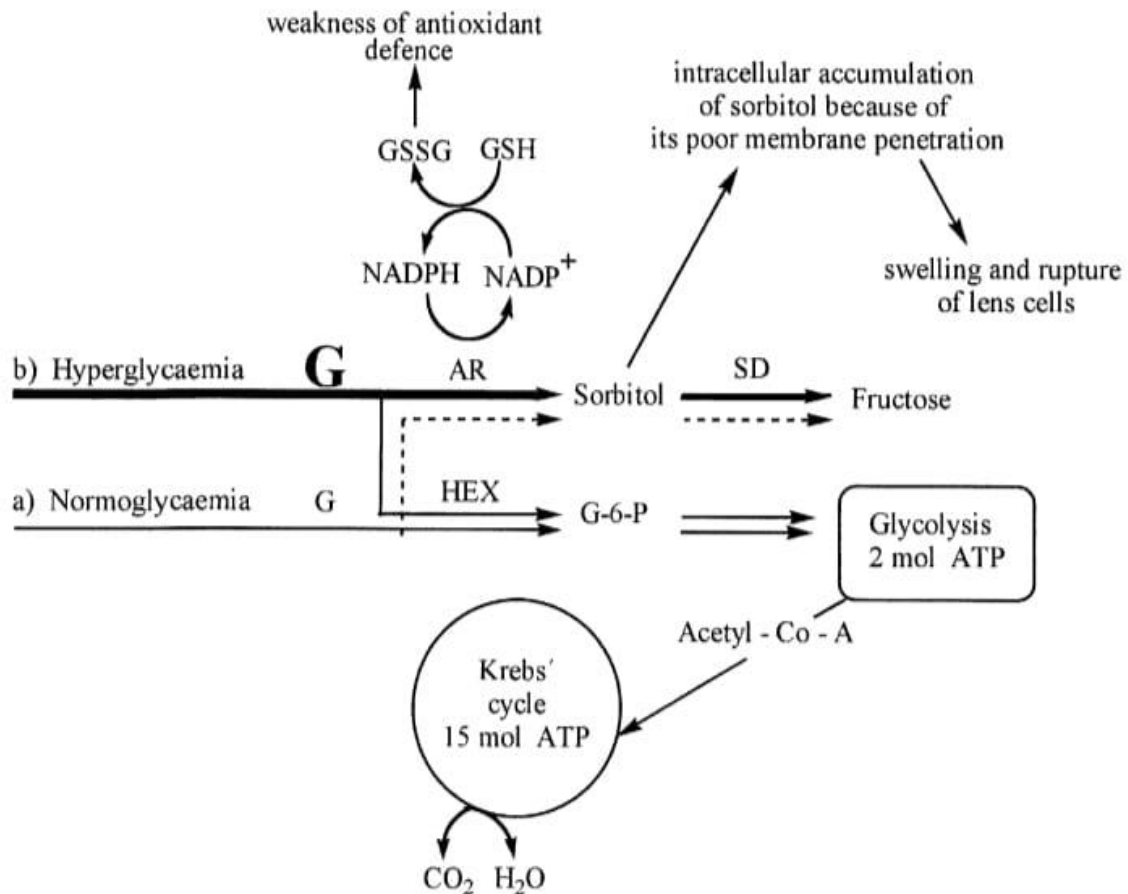 weakness of antioxidant
defence
intracellular accumulation
of sorbitol because of
its poor membrane penetration
GSSG GSH
NADPH NADP⁺
swelling and rupture
of lens cells
b) Hyperglycaemia G AR
Sorbitol SD Fructose
a) Normoglycaemia G HEX
G-6-P
Glycolysis
2 mol ATP
Acetyl - Co - A
Krebs´
cycle
15 mol ATP
CO₂ H₂O